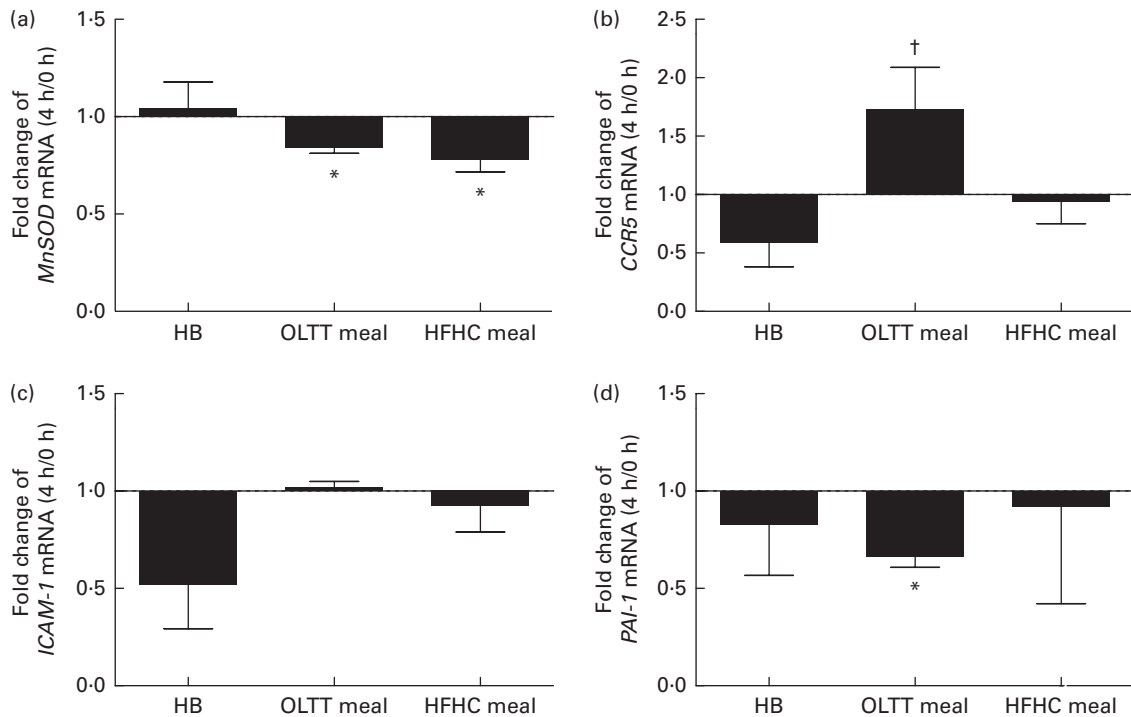 (a)
Fold change of
MnSOD mRNA (4 h/0 h)
1·5
1·0
0·5
0·0
*
*
HB
OLTT meal
HFHC meal
(b)
Fold change of
CCR5 mRNA (4 h/0 h)
2·5
2·0
1·5
1·0
0·5
0·0
†
HB
OLTT meal
HFHC meal
(c)
Fold change of
ICAM-1 mRNA (4 h/0 h)
1·5
1·0
0·5
0·0
HB
OLTT meal
HFHC meal
(d)
Fold change of
PAI-1 mRNA (4 h/0 h)
1·5
1·0
0·5
0·0
*
HB
OLTT meal
HFHC meal